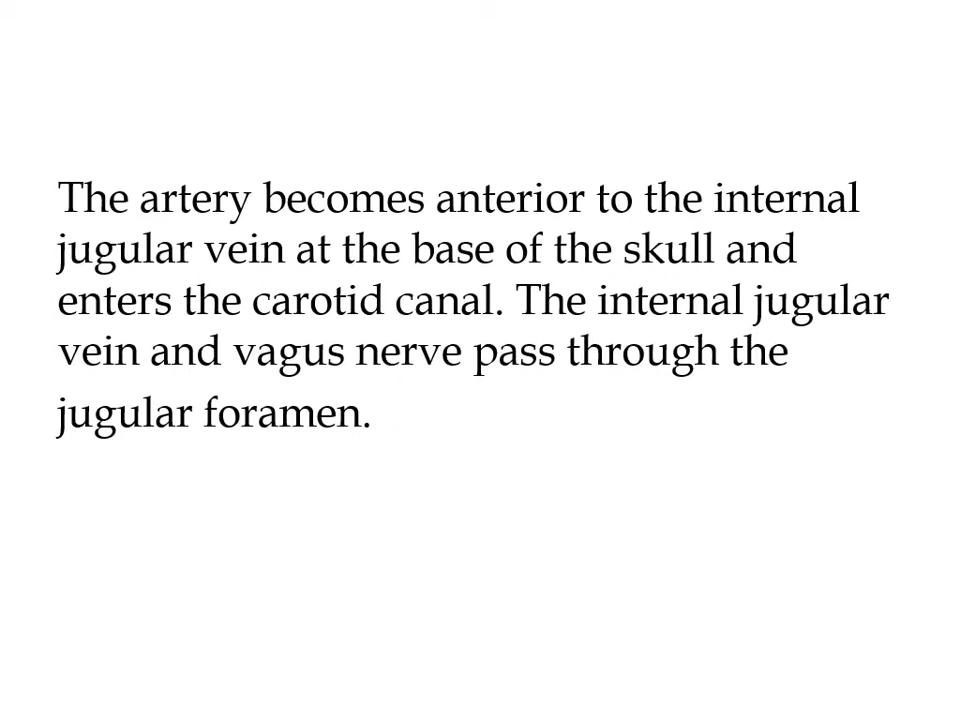 The artery becomes anterior to the internal
jugular vein at the base of the skull and
enters the carotid canal. The internal jugular
vein and vagus nerve pass through the
jugular foramen.